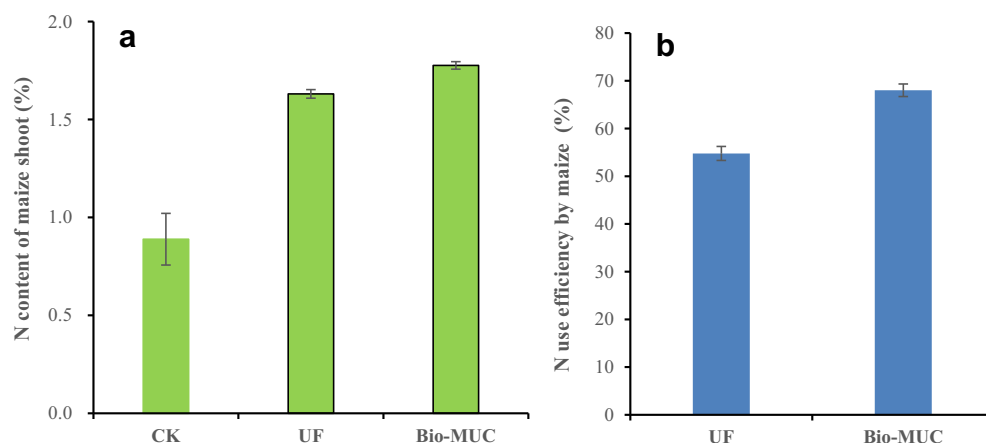 a
N content of maize shoot (%)
2.0
1.5
1.0
0.5
0.0
CK UF Bio-MUC
b
N use efficiency by maize (%)
80
70
60
50
40
30
20
10
0
UF Bio-MUC